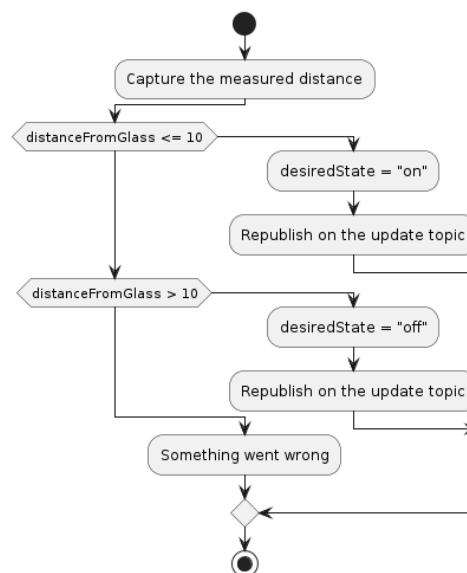 Capture the measured distance
distanceFromGlass <= 10
desiredState = "on"
Republish on the update topic
distanceFromGlass > 10
desiredState = "off"
Republish on the update topic
Something went wrong